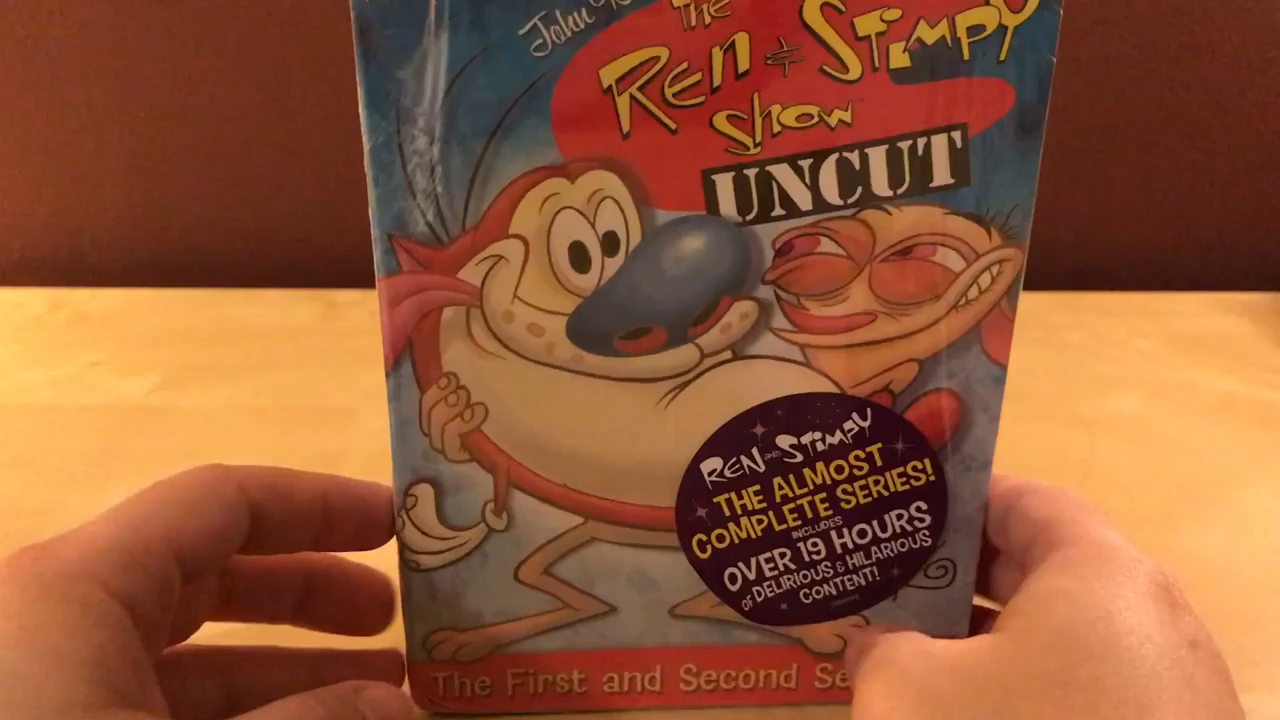 John
The
Ren & Stimpy
Show
UNCUT
REN AND STIMPY
THE ALMOST
COMPLETE SERIES!
INCLUDES
OVER 19 HOURS
OF DELIRIOUS & HILARIOUS
CONTENT!
The First and Second Se